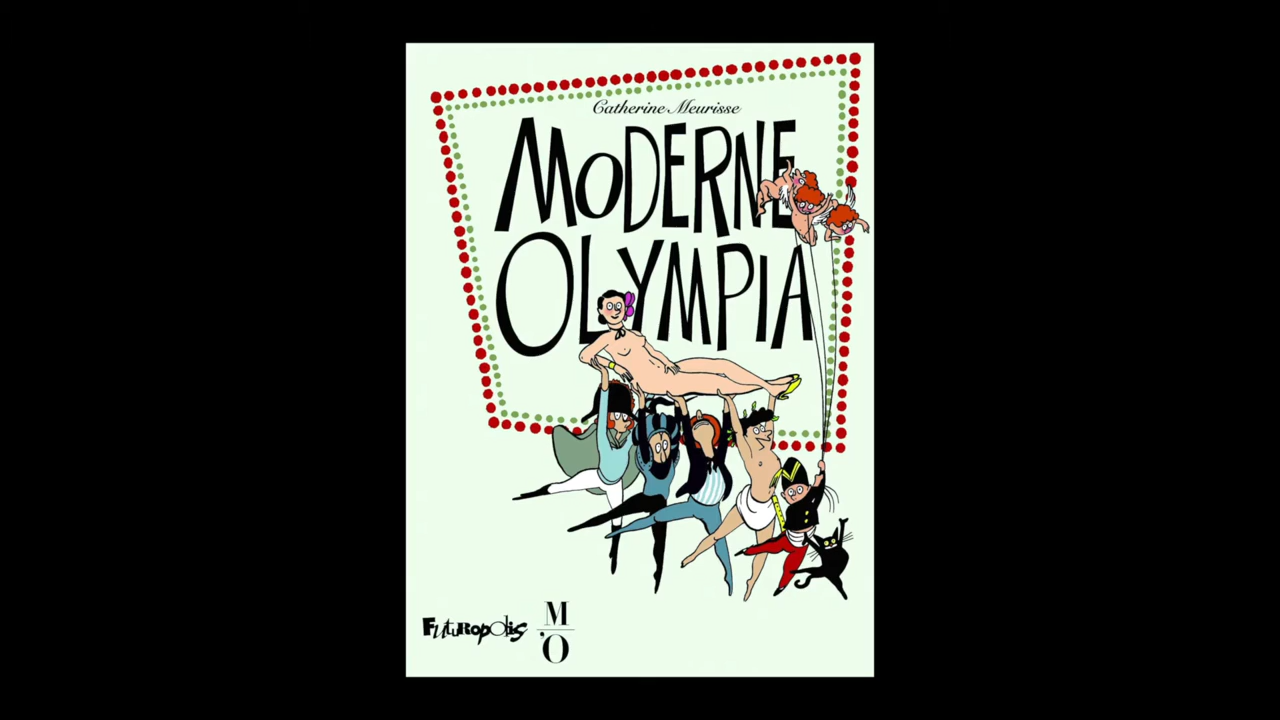 Catherine Meurisse
MODERNE
OLYMPIA
FUTUROPOLIS
M'O